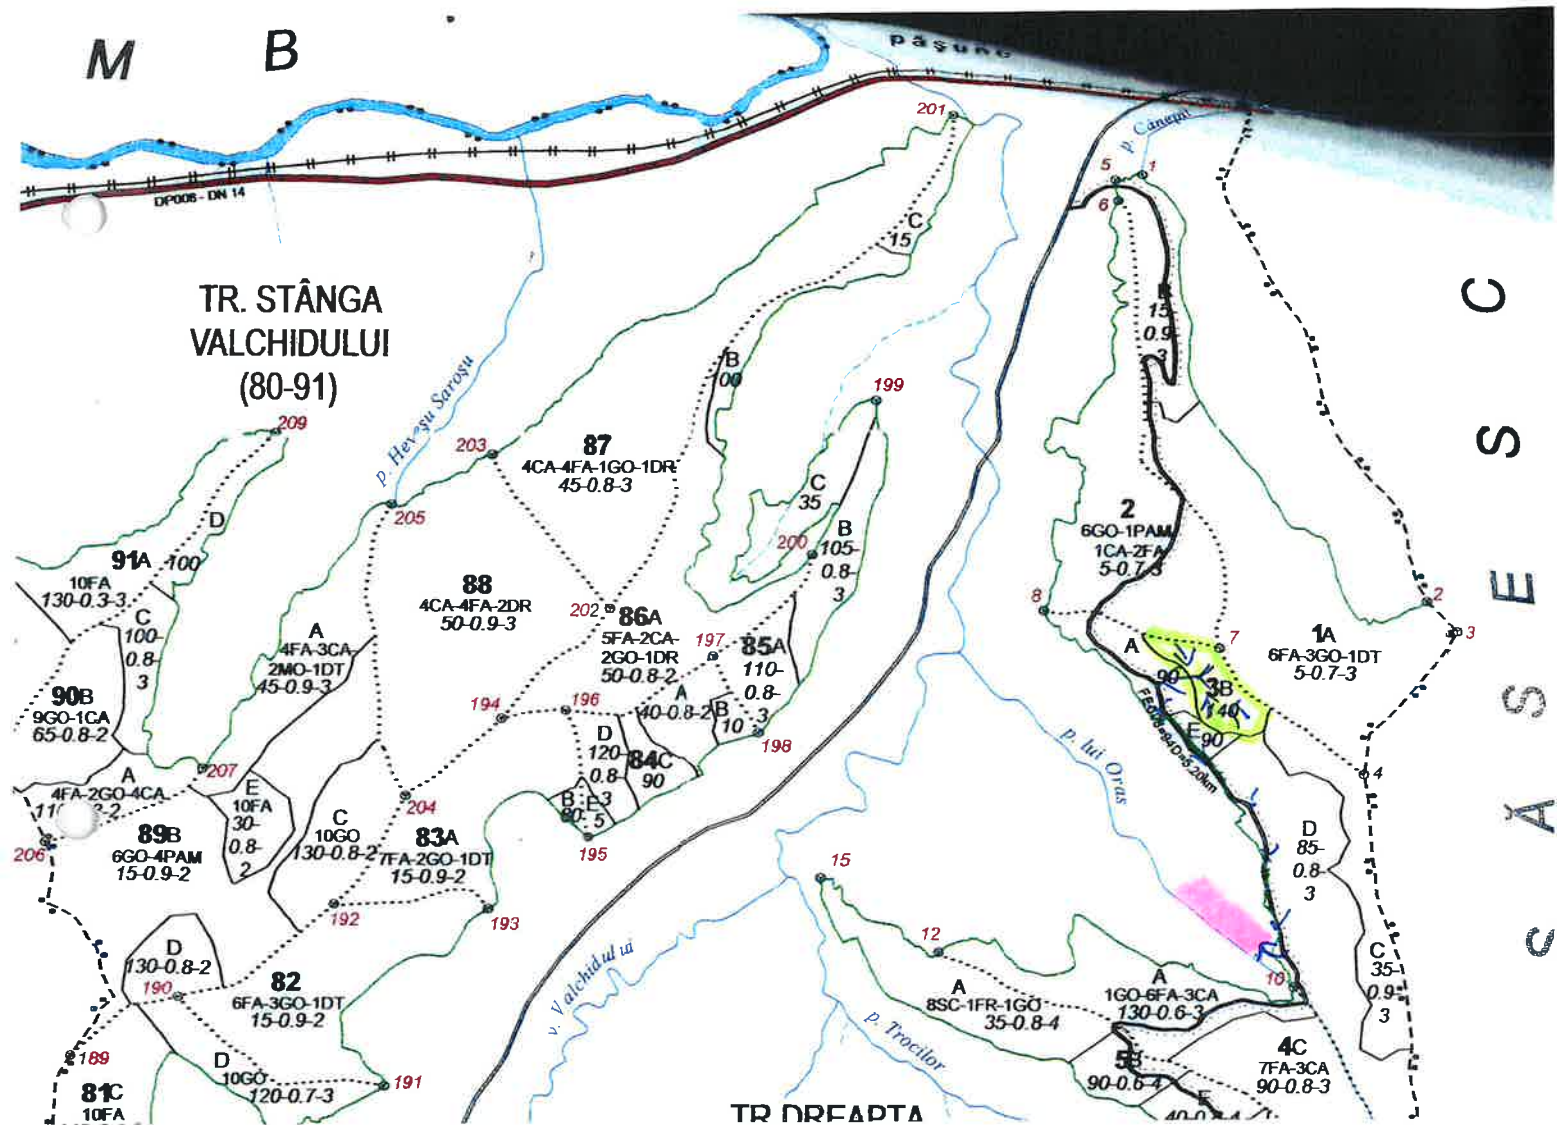 M
B
pășune
p. Cânepii
DP006 - DN 14
TR. STÂNGA
VALCHIDULUI
(80-91)
p. Hevesu Saroșu
201
5
1
6
C
15
B
15
0.9
3
C
S
E
S
Ă
S
209
203
205
199
87
4CA-4FA-1GO-1DR
45-0.8-3
C
35
200
B
105-
0.8-
3
2
6GO-1PAM
1CA-2FA
5-0.7-3
D
100
91A
10FA
130-0.3-3
C
100-
0.8-
3
A
4FA-3CA-
2MO-1DT
45-0.9-3
88
4CA-4FA-2DR
50-0.9-3
202
86A
5FA-2CA-
2GO-1DR
50-0.8-2
197
85A
110-
0.8-
3
8
7
2
3
1A
6FA-3GO-1DT
5-0.7-3
A
90
3B
140
E
90
FE006=94D=5.20km
4
90B
9GO-1CA
65-0.8-2
194
196
A
40-0.8-2
B
10
198
D
120-
0.8-
3
84C
90
B
80-
E
5
195
207
A
4FA-2GO-4CA
206
89B
6GO-4PAM
15-0.9-2
E
10FA
30-
0.8-
2
C
10GO
130-0.8-2
204
83A
7FA-2GO-1DT
15-0.9-2
192
193
p. lui Oras
D
85-
0.8-
3
15
12
10
C
35-
0.9-
3
D
130-0.8-2
190
82
6FA-3GO-1DT
15-0.9-2
v. Valchidului
A
8SC-1FR-1GO
35-0.8-4
A
1GO-6FA-3CA
130-0.6-3
p. Trocilor
189
D
10GO
120-0.7-3
191
81C
10FA
5B
90-0.6-4
4C
7FA-3CA
90-0.8-3
E
TR.DREAPTA